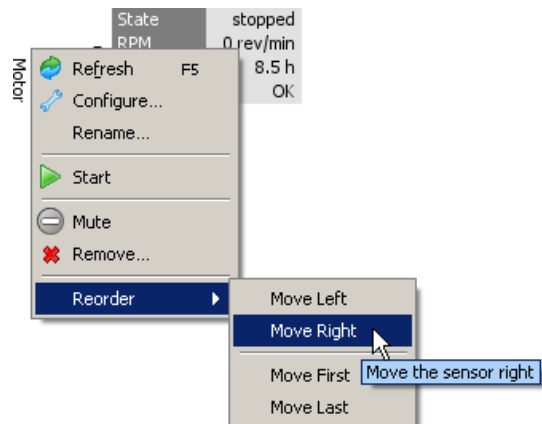 State stopped
RPM 0 rev/min
8.5 h
OK
Motor
Refresh F5
Configure...
Rename...
Start
Mute
Remove...
Reorder
Move Left
Move Right
Move the sensor right
Move First
Move Last